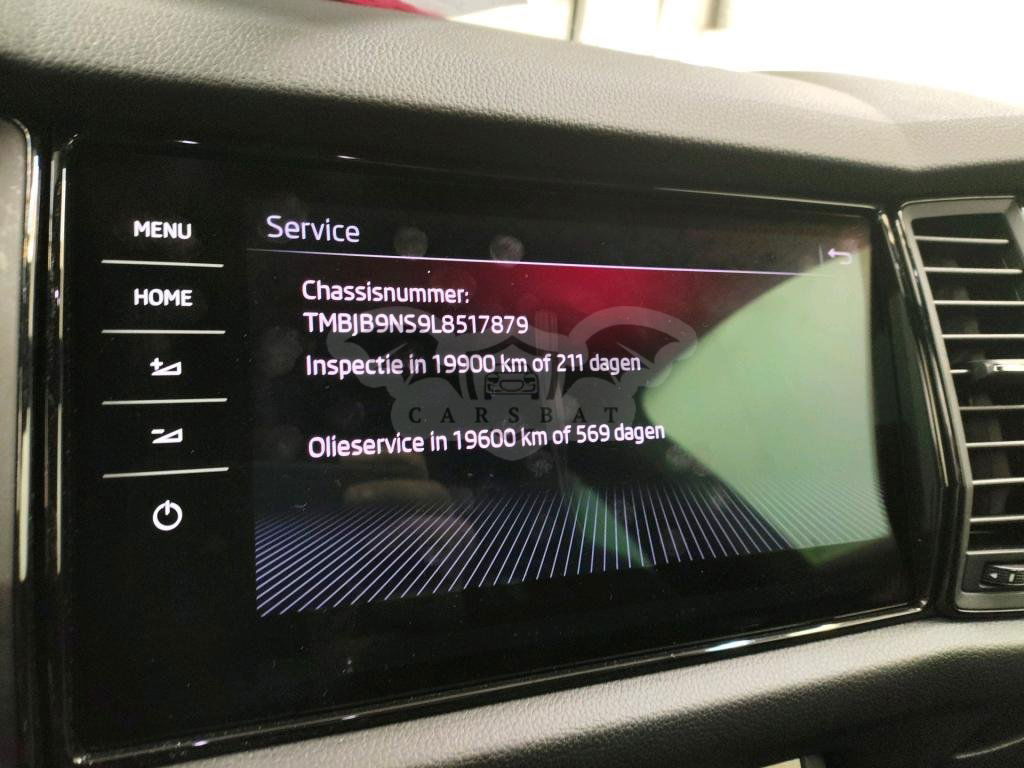 MENU
HOME
Service
Chassisnummer:
TMBJB9NS9L8517879
Inspectie in 19900 km of 211 dagen
CARSBAT
Olieservice in 19600 km of 569 dagen